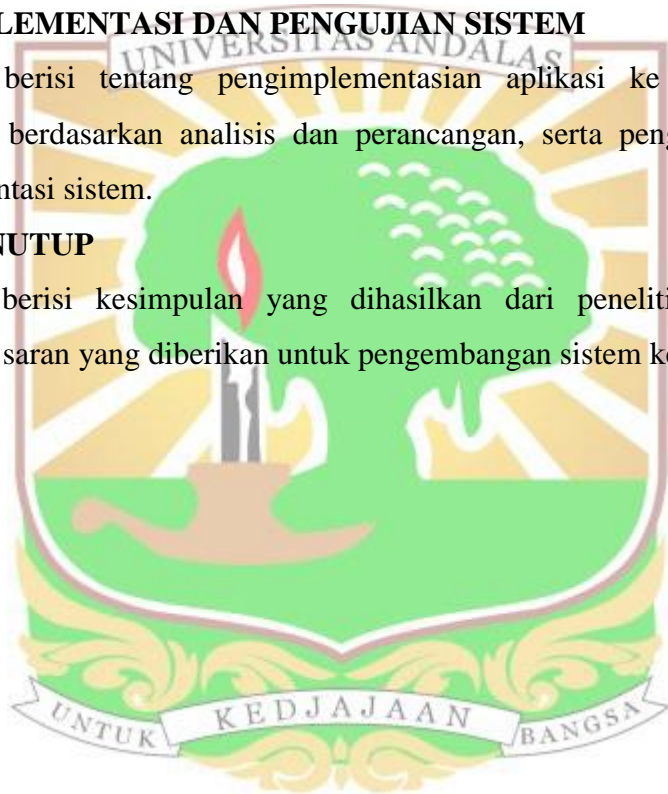 LEMENTASI DAN PENGUJIAN SISTEM
UNIVERSITAS ANDALAS
berisi tentang pengimplementasian aplikasi ke
berdasarkan analisis dan perancangan, serta peng
ntasi sistem.
NUTUP
berisi kesimpulan yang dihasilkan dari peneliti
saran yang diberikan untuk pengembangan sistem ke
UNTUK KEDJAJAAN BANGSA